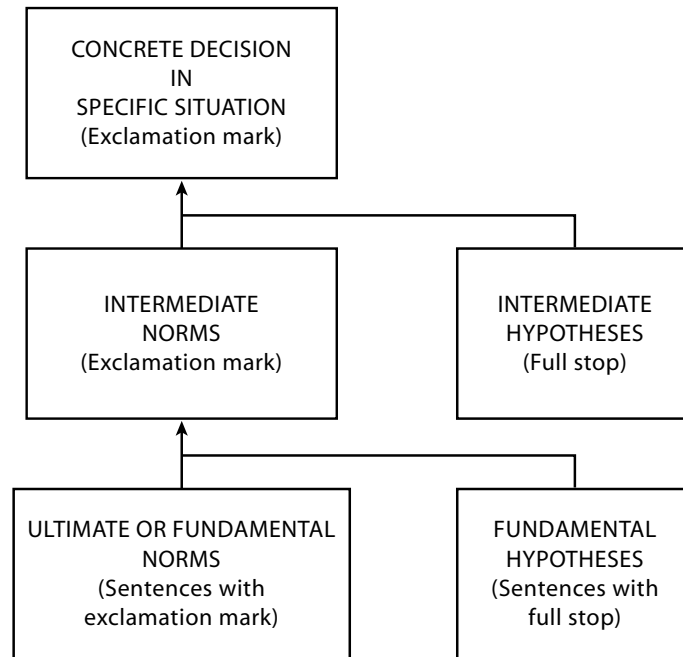 CONCRETE DECISION
IN
SPECIFIC SITUATION
(Exclamation mark)
INTERMEDIATE
NORMS
(Exclamation mark)
INTERMEDIATE
HYPOTHESES
(Full stop)
ULTIMATE OR FUNDAMENTAL
NORMS
(Sentences with
exclamation mark)
FUNDAMENTAL
HYPOTHESES
(Sentences with
full stop)